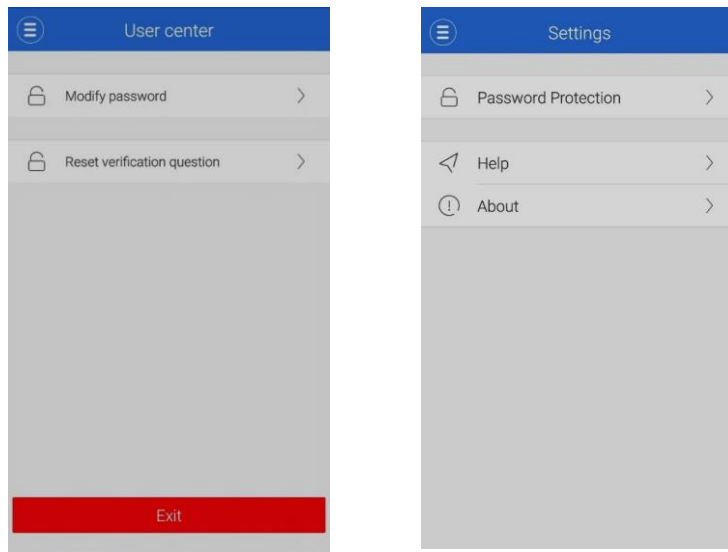 User center
Modify password
Reset verification question
Exit
Settings
Password Protection
Help
About